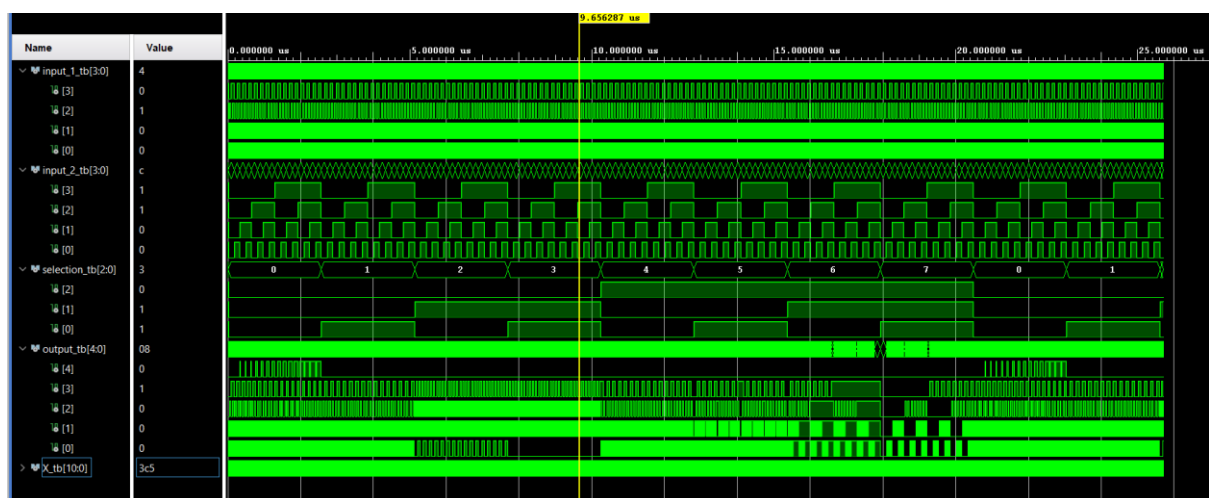 9.656287 us
Name Value 0.000000 us 5.000000 us 10.000000 us 15.000000 us 20.000000 us 25.000000 us
input_1_tb[3:0] 4
[3] 0
[2] 1
[1] 0
[0] 0
input_2_tb[3:0] c
[3] 1
[2] 1
[1] 0
[0] 0
selection_tb[2:0] 3 0 1 2 3 4 5 6 7 0 1
[2] 0
[1] 1
[0] 1
output_tb[4:0] 08
[4] 0
[3] 1
[2] 0
[1] 0
[0] 0
X_tb[10:0] 3c5